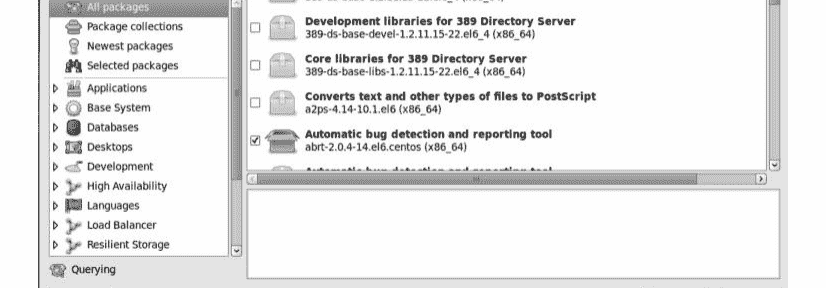 All packages
Package collections
Newest packages
Selected packages
Applications
Base System
Databases
Desktops
Development
High Availability
Languages
Load Balancer
Resilient Storage
Querying
Development libraries for 389 Directory Server
389-ds-base-devel-1.2.11.15-22.el6_4 (x86_64)
Core libraries for 389 Directory Server
389-ds-base-libs-1.2.11.15-22.el6_4 (x86_64)
Converts text and other types of files to PostScript
a2ps-4.14-10.1.el6 (x86_64)
Automatic bug detection and reporting tool
abrt-2.0.4-14.el6.centos (x86_64)